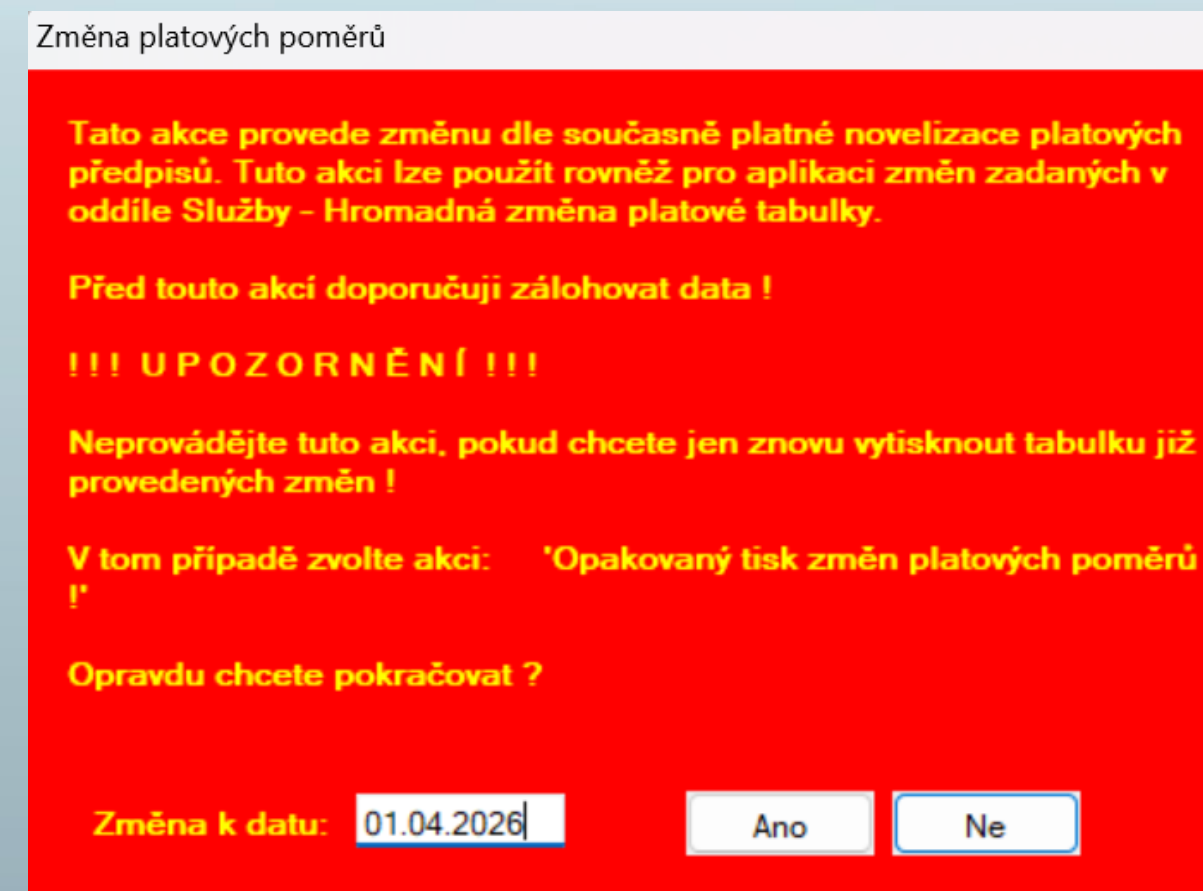 Změna platových poměrů
Tato akce provede změnu dle současně platné novelizace platových
předpisů. Tuto akci lze použít rovněž pro aplikaci změn zadaných v
oddíle Služby - Hromadná změna platové tabulky.
Před touto akcí doporučuji zálohovat data !
!!! U P O Z O R N Ě N Í !!!
Neprovádějte tuto akci, pokud chcete jen znovu vytisknout tabulku již
provedených změn !
V tom případě zvolte akci: 'Opakovaný tisk změn platových poměrů
!'
Opravdu chcete pokračovat ?
Změna k datu: 01.04.2026 Ano Ne